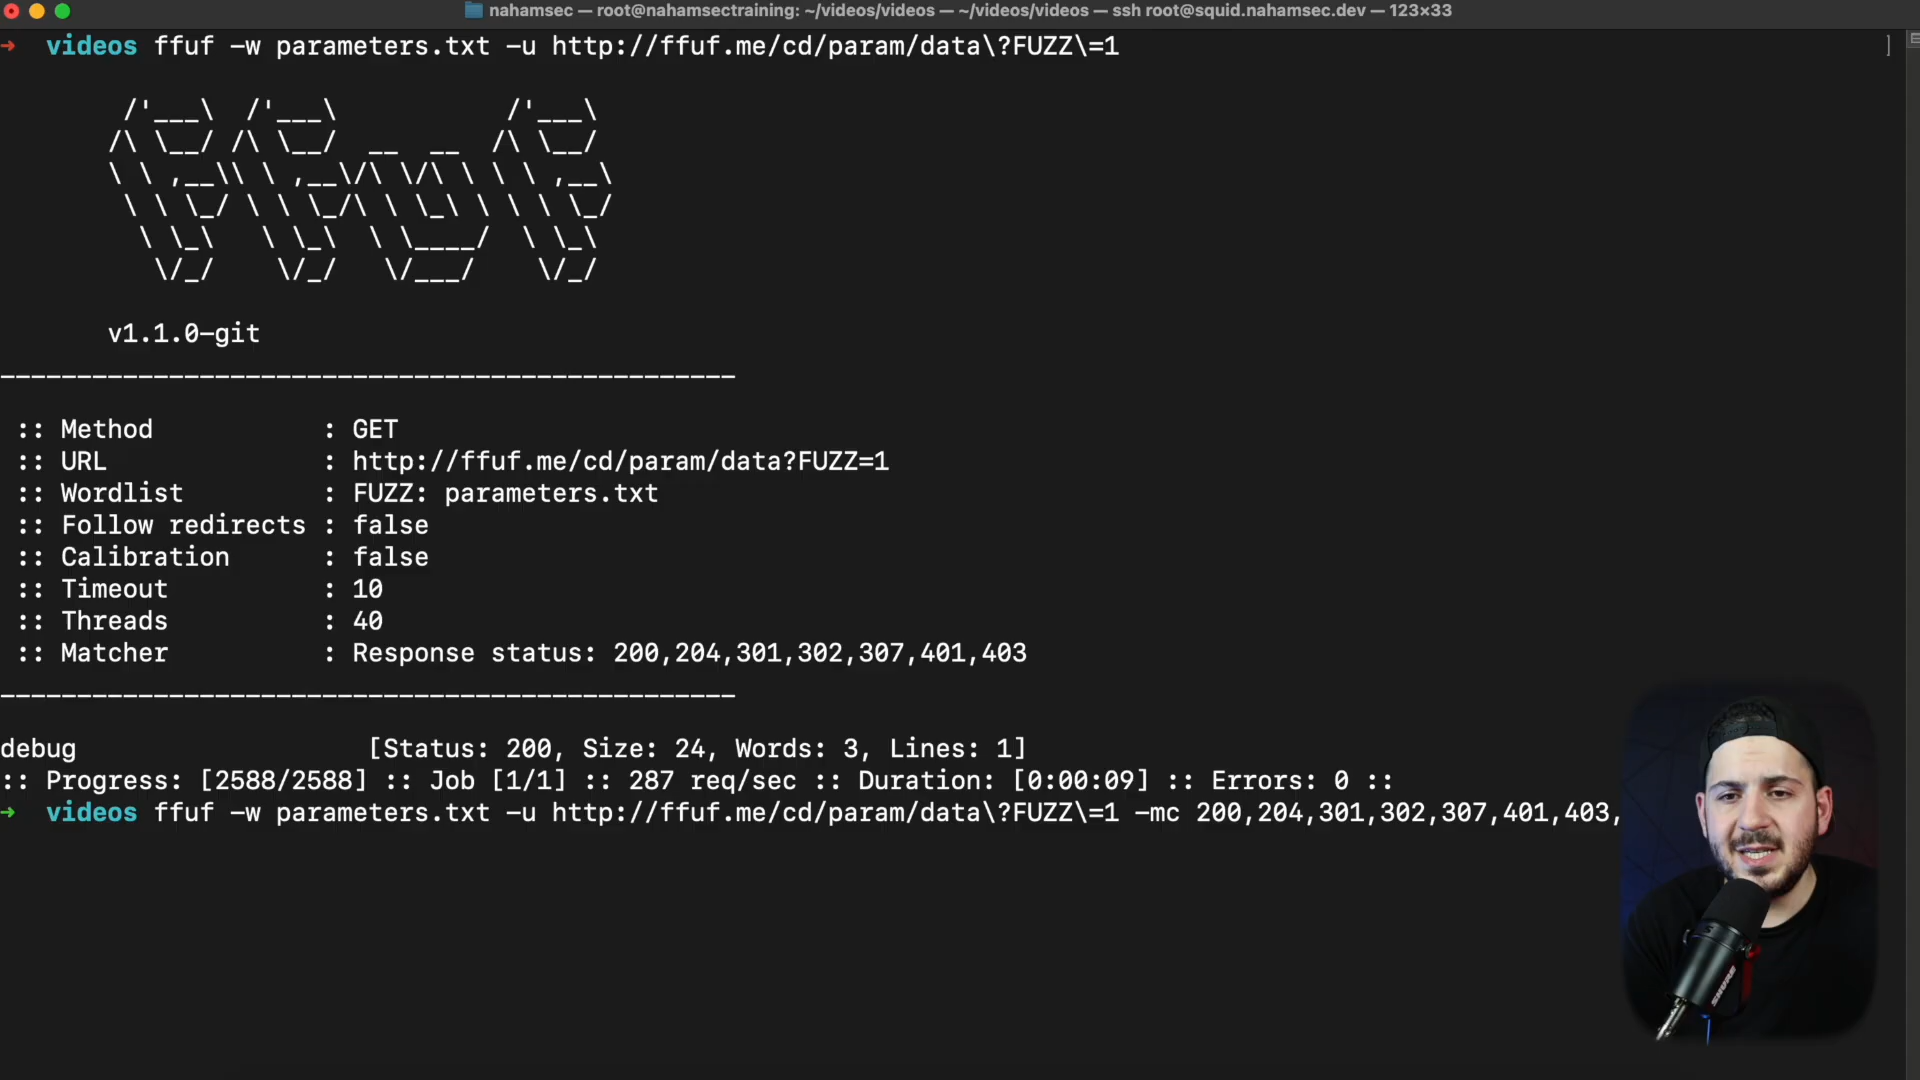 nahamsec — root@nahamsectraining: ~/videos/videos — ~/videos/videos — ssh root@squid.nahamsec.dev — 123×33
➜ videos ffuf -w parameters.txt -u http://ffuf.me/cd/param/data\?FUZZ\=1 ]
        /'___\  /'___\           /'___\
       /\ \__/ /\ \__/  __  __  /\ \__/
       \ \ ,__\\ \ ,__\/\ \/\ \ \ \ ,__\
        \ \ \_/ \ \ \_/\ \ \_\ \ \ \ \_/
         \ \_\   \ \_\  \ \____/  \ \_\
          \/_/    \/_/   \/___/    \/_/
v1.1.0-git
________________________________________________
:: Method : GET
:: URL : http://ffuf.me/cd/param/data?FUZZ=1
:: Wordlist : FUZZ: parameters.txt
:: Follow redirects : false
:: Calibration : false
:: Timeout : 10
:: Threads : 40
:: Matcher : Response status: 200,204,301,302,307,401,403
________________________________________________
debug [Status: 200, Size: 24, Words: 3, Lines: 1]
:: Progress: [2588/2588] :: Job [1/1] :: 287 req/sec :: Duration: [0:00:09] :: Errors: 0 ::
➜ videos ffuf -w parameters.txt -u http://ffuf.me/cd/param/data\?FUZZ\=1 -mc 200,204,301,302,307,401,403,
SHURE